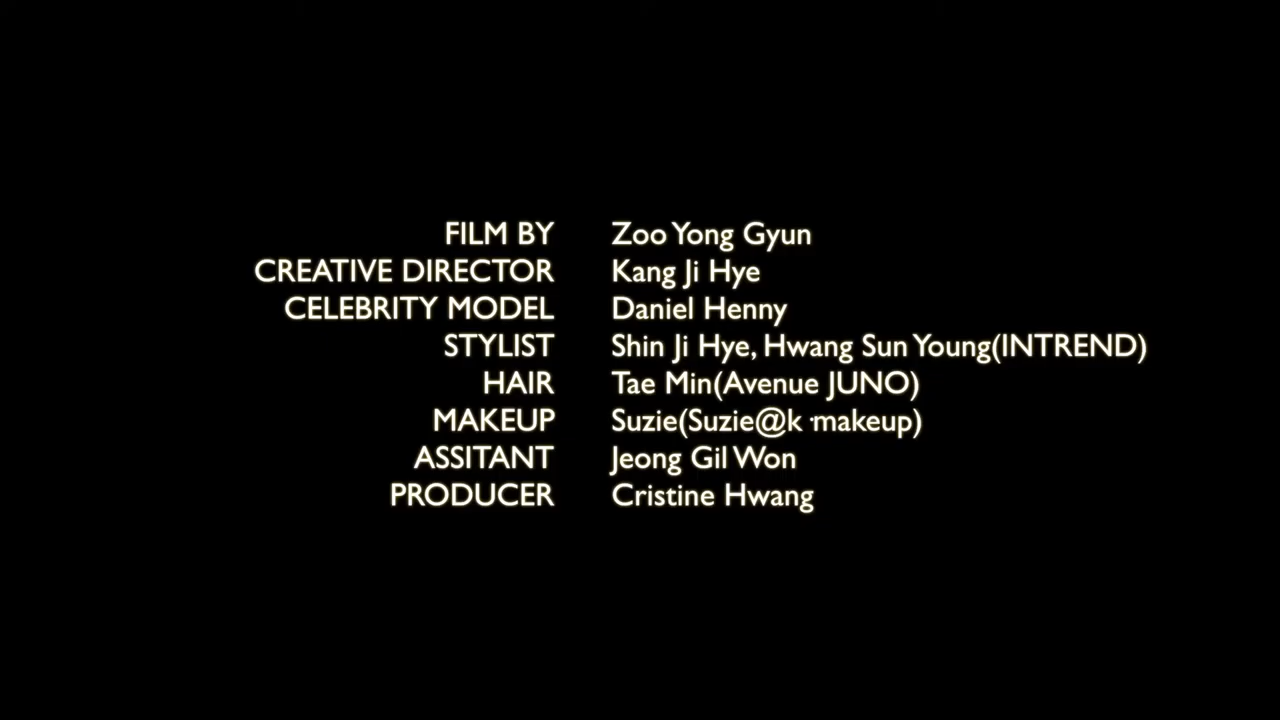 FILM BY Zoo Yong Gyun
CREATIVE DIRECTOR Kang Ji Hye
CELEBRITY MODEL Daniel Henny
STYLIST Shin Ji Hye, Hwang Sun Young(INTREND)
HAIR Tae Min(Avenue JUNO)
MAKEUP Suzie(Suzie@k·makeup)
ASSITANT Jeong Gil Won
PRODUCER Cristine Hwang